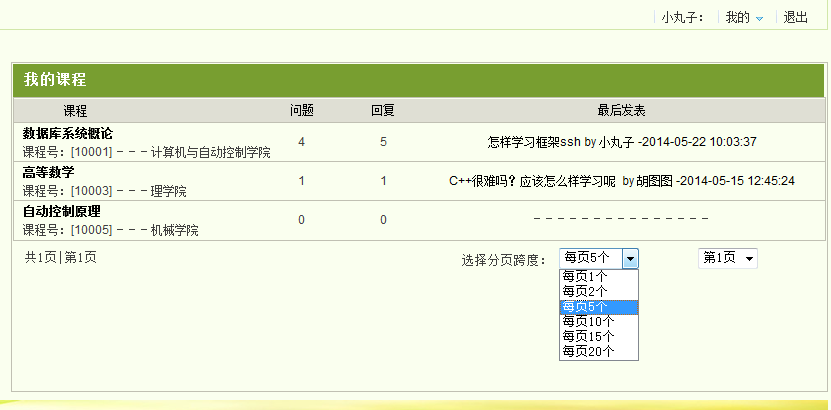 小丸子： 我的 退出
我的课程
课程 问题 回复 最后发表
数据库系统概论
课程号：[10001] - - - 计算机与自动控制学院 4 5 怎样学习框架ssh by 小丸子 -2014-05-22 10:03:37
高等数学
课程号：[10003] - - - 理学院 1 1 C++很难吗？应该怎么样学习呢 by 胡图图 -2014-05-15 12:45:24
自动控制原理
课程号：[10005] - - - 机械学院 0 0 - - - - - - - - - - - - - - -
共1页|第1页 选择分页跨度： 每页5个 第1页
每页1个
每页2个
每页5个
每页10个
每页15个
每页20个